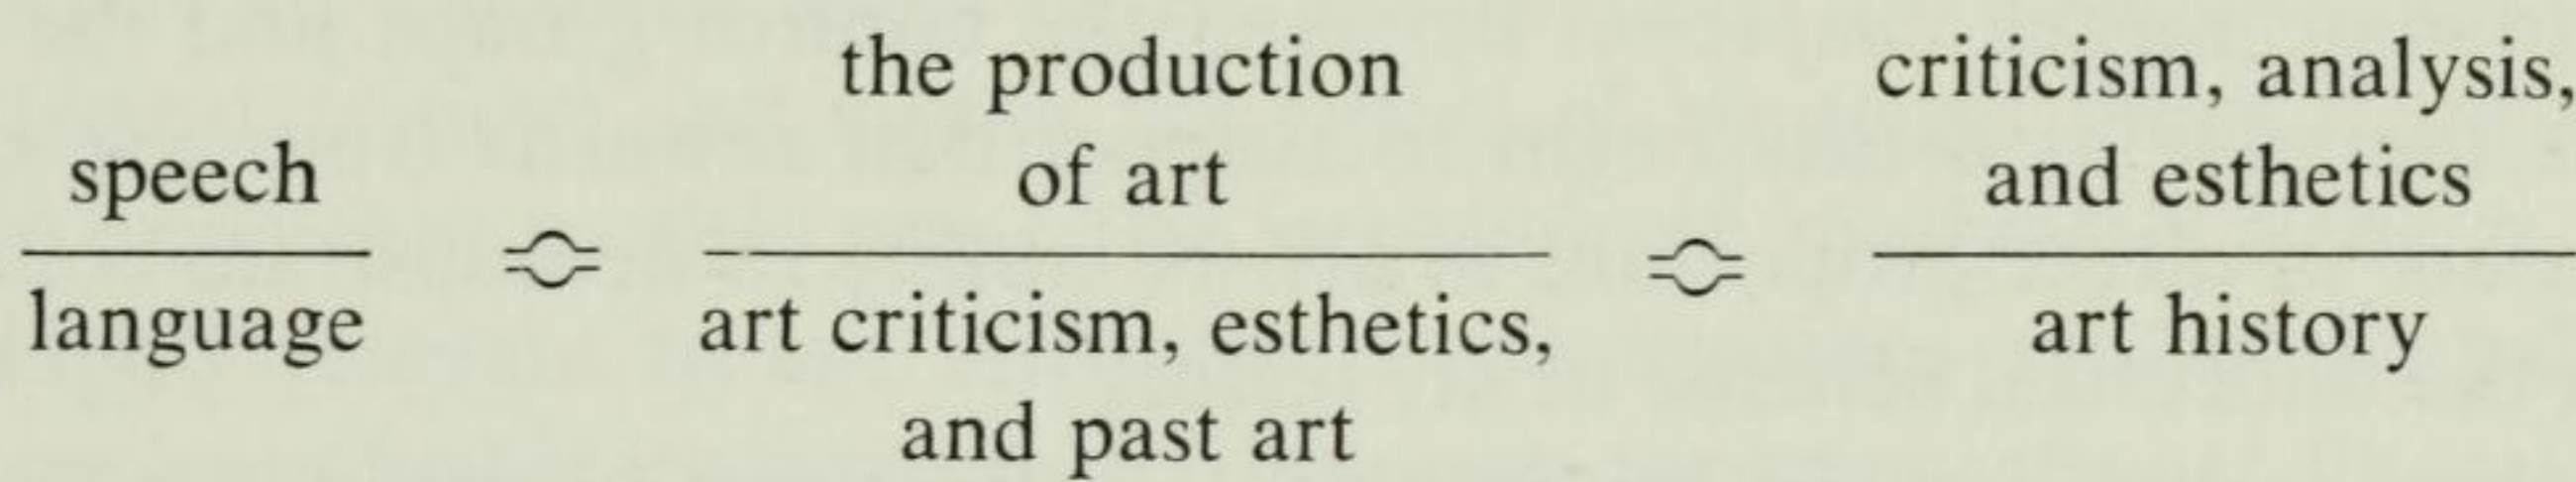 speech
language
≎
the production
of art
art criticism, esthetics,
and past art
≎
criticism, analysis,
and esthetics
art history